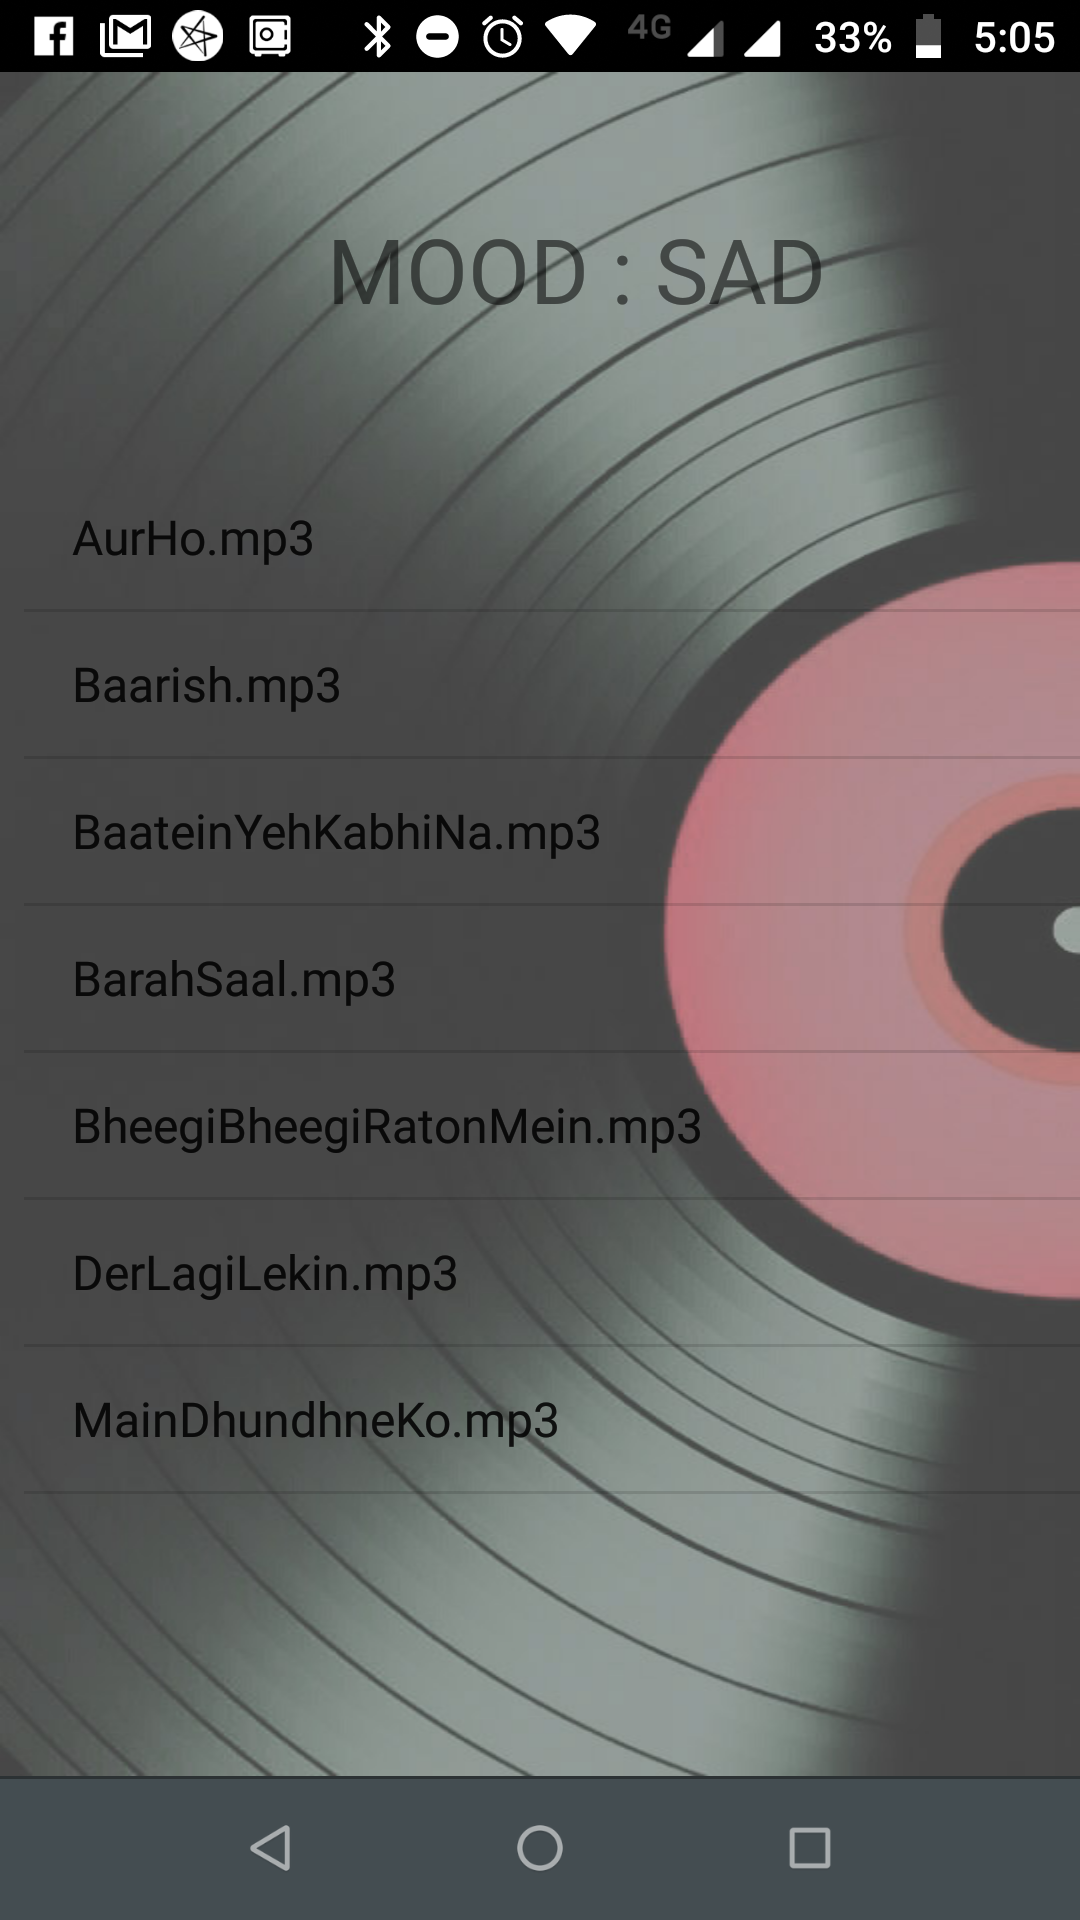 4G 33% 5:05
MOOD : SAD
AurHo.mp3
Baarish.mp3
BaateinYehKabhiNa.mp3
BarahSaal.mp3
BheegiBheegiRatonMein.mp3
DerLagiLekin.mp3
MainDhundhneKo.mp3